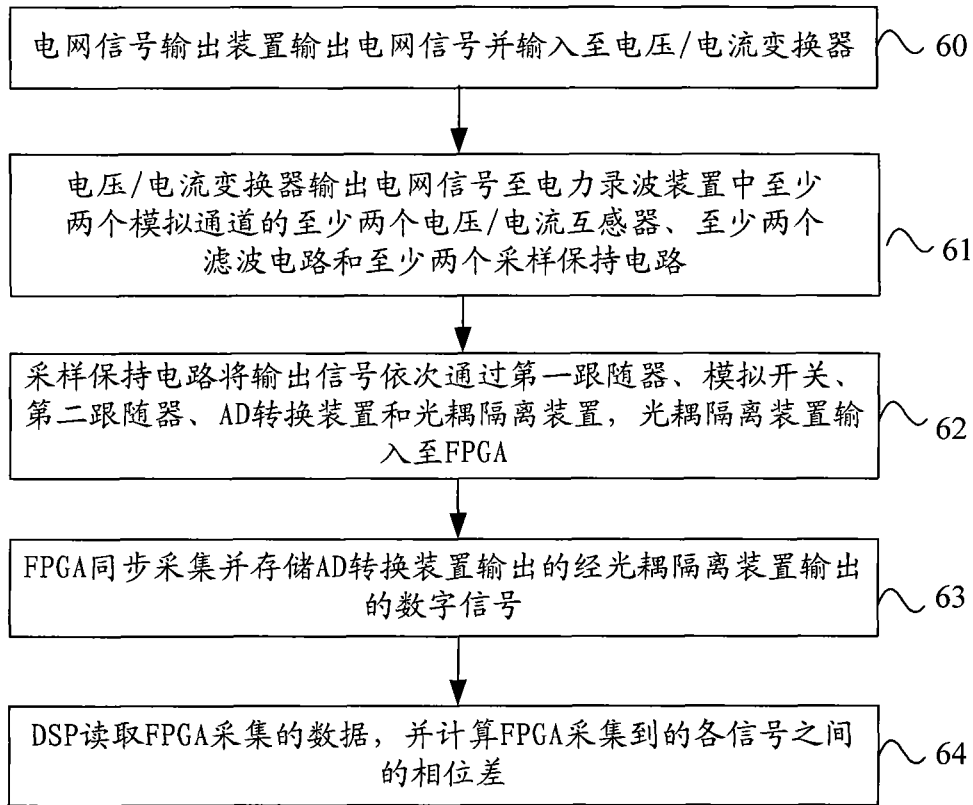 电网信号输出装置输出电网信号并输入至电压/电流变换器
60
电压/电流变换器输出电网信号至电力录波装置中至少
两个模拟通道的至少两个电压/电流互感器、至少两个
滤波电路和至少两个采样保持电路
61
采样保持电路将输出信号依次通过第一跟随器、模拟开关、
第二跟随器、AD转换装置和光耦隔离装置，光耦隔离装置输
入至FPGA
62
FPGA同步采集并存储AD转换装置输出的经光耦隔离装置输出
的数字信号
63
DSP读取FPGA采集的数据，并计算FPGA采集到的各信号之间
的相位差
64